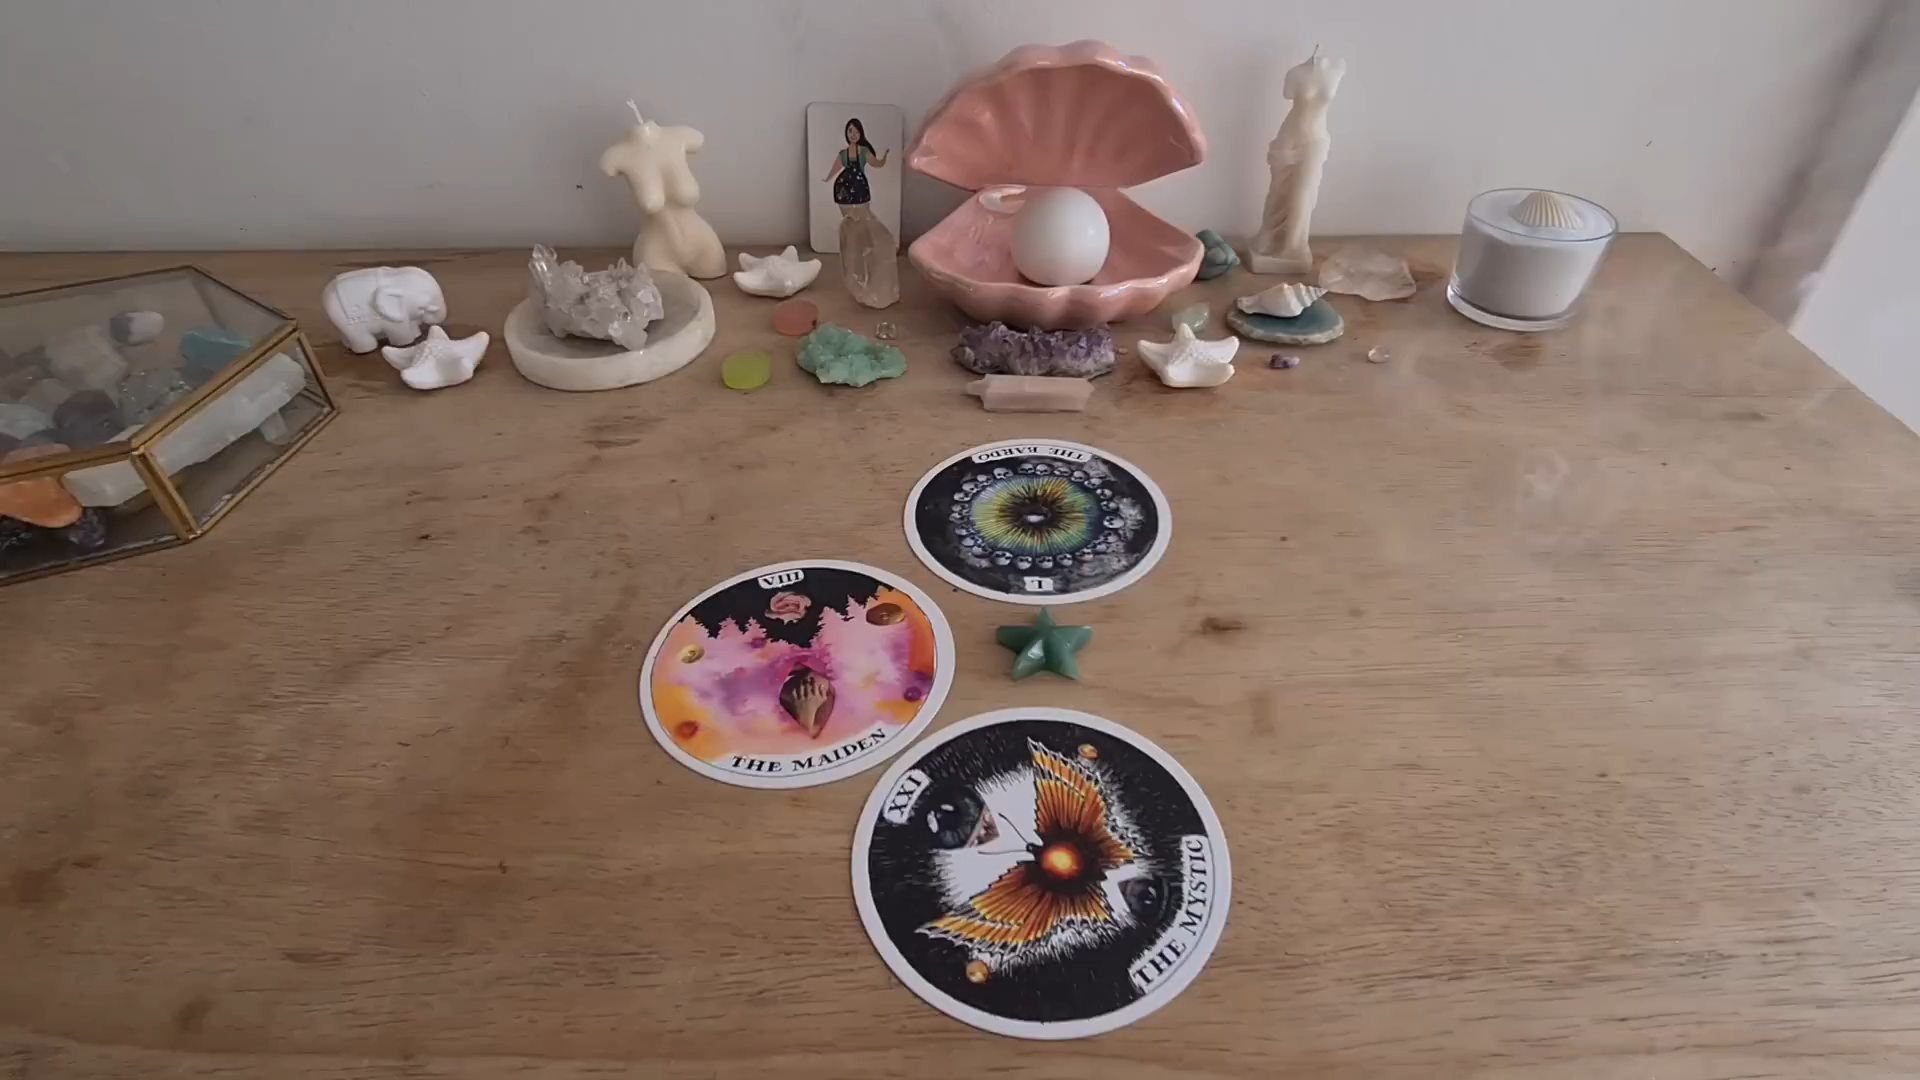 THE BARDO
L
VIII
THE MAIDEN
XXI
THE MYSTIC